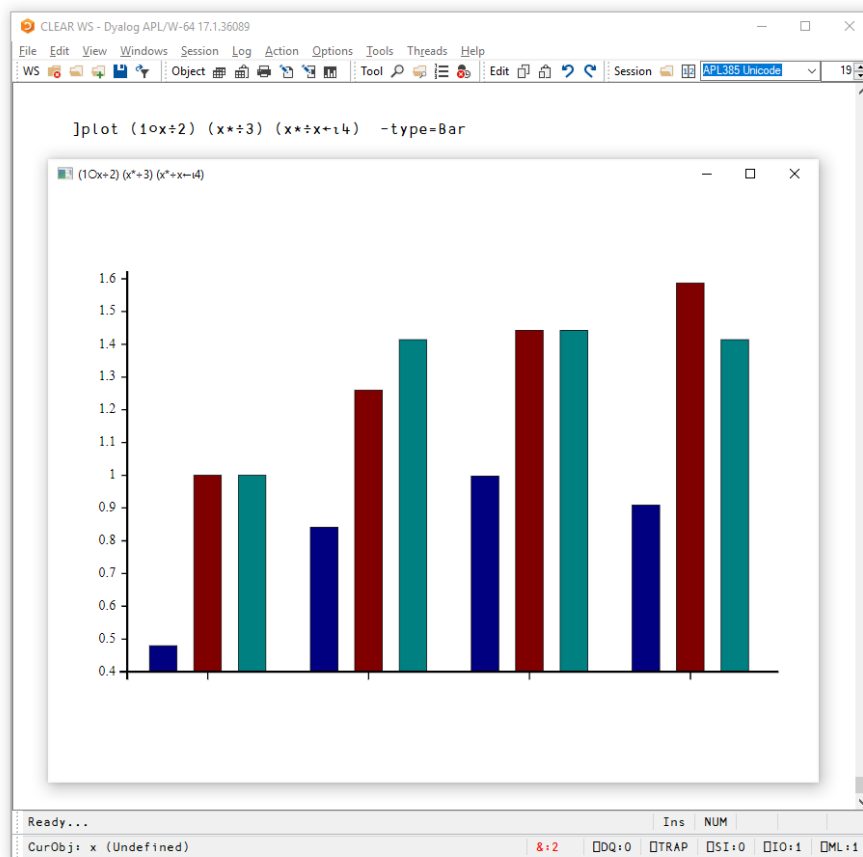 CLEAR WS - Dyalog APL/W-64 17.1.36089
File Edit View Windows Session Log Action Options Tools Threads Help
WS Object Tool Edit Session APL385 Unicode 19
]plot (1○x÷2) (x*÷3) (x*÷x←⍳4) -type=Bar
(1○x÷2) (x*÷3) (x*÷x←⍳4)
1.6
1.5
1.4
1.3
1.2
1.1
1
0.9
0.8
0.7
0.6
0.5
0.4
Ready... Ins NUM
CurObj: x (Undefined) &:2 ⎕DQ:0 ⎕TRAP ⎕SI:0 ⎕IO:1 ⎕ML:1